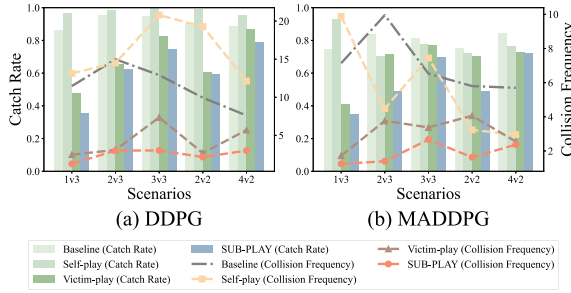 Catch Rate
1.0
0.8
0.6
0.4
0.2
0.0
20
15
10
5
1v3 2v3 3v3 2v2 4v2
Scenarios
(a) DDPG
1.0
0.8
0.6
0.4
0.2
0.0
10
8
6
4
2
Collision Frequency
1v3 2v3 3v3 2v2 4v2
Scenarios
(b) MADDPG
Baseline (Catch Rate)
Self-play (Catch Rate)
Victim-play (Catch Rate)
SUB-PLAY (Catch Rate)
Baseline (Collision Frequency)
Self-play (Collision Frequency)
Victim-play (Collision Frequency)
SUB-PLAY (Collision Frequency)